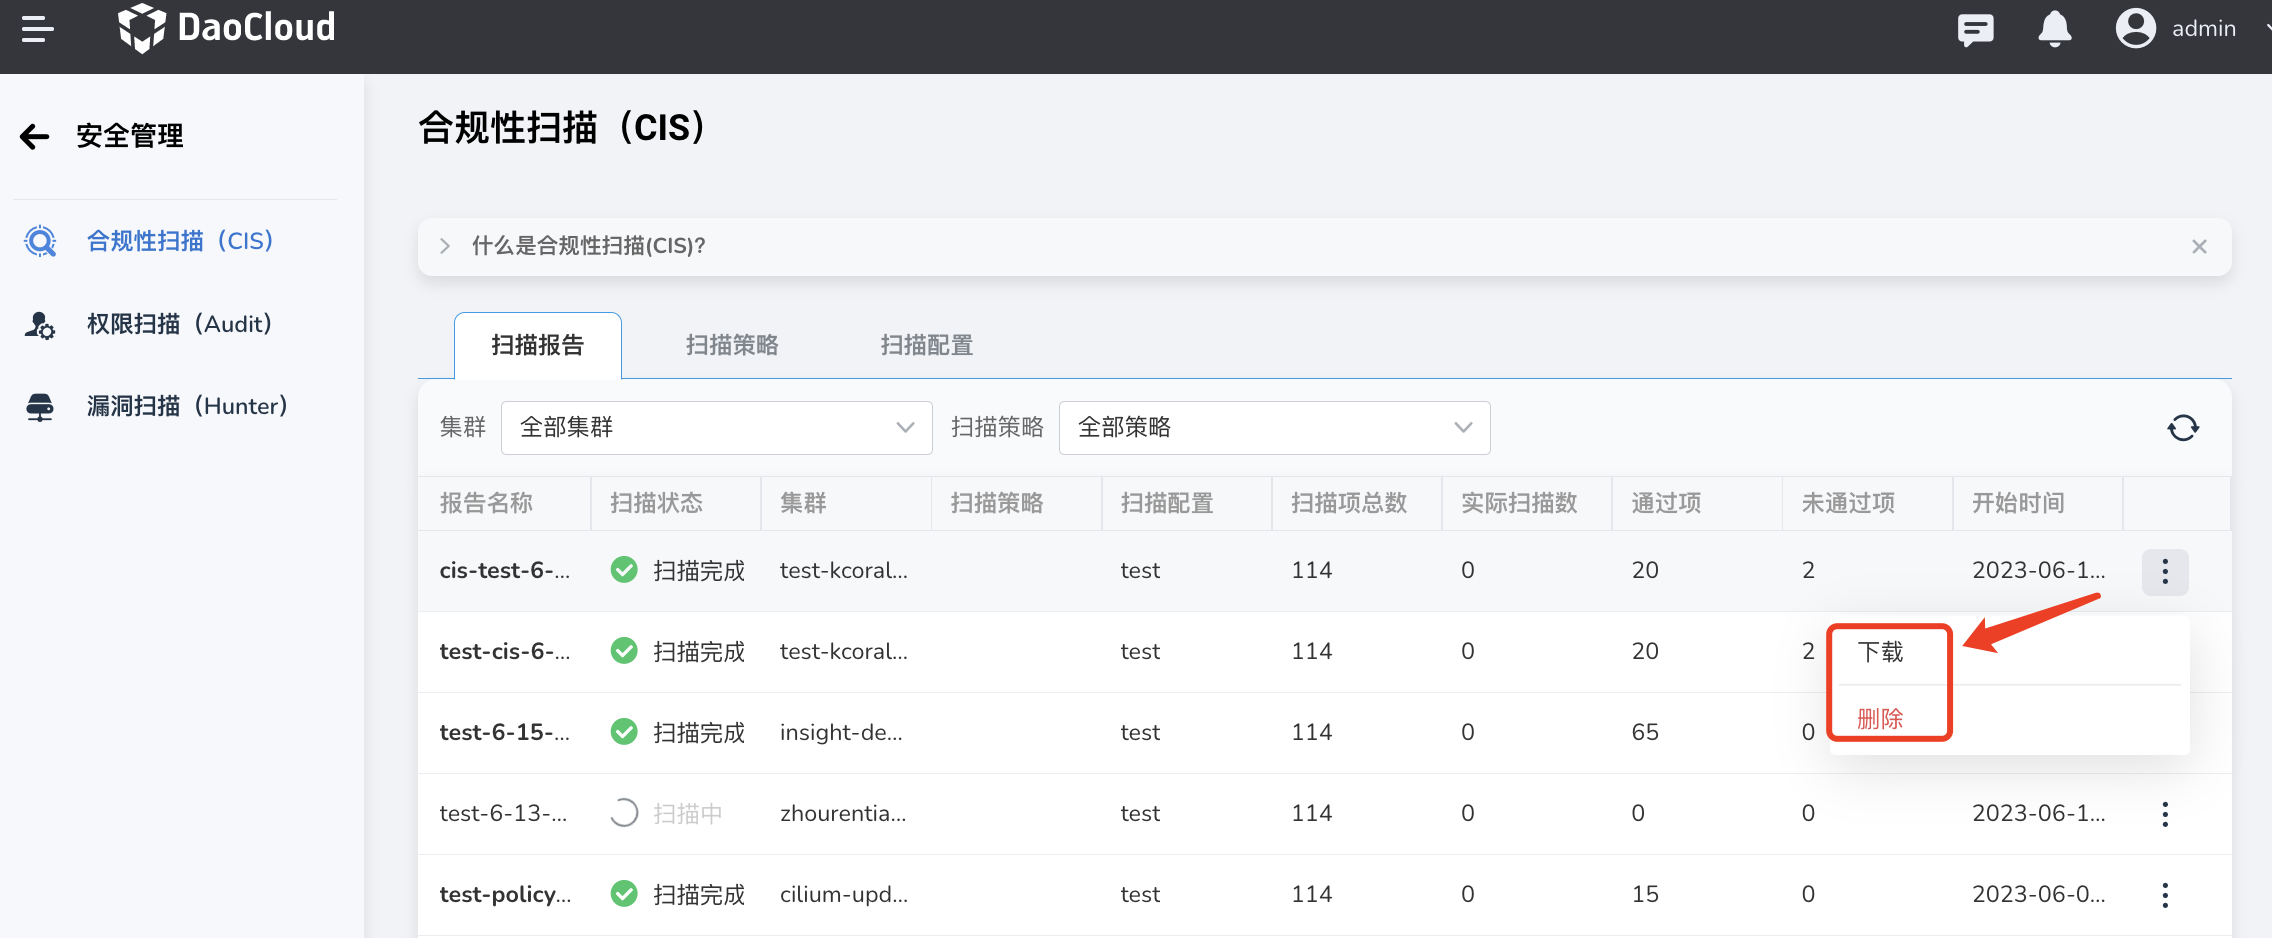 DaoCloud
admin
安全管理
合规性扫描（CIS）
权限扫描（Audit）
漏洞扫描（Hunter）
合规性扫描（CIS）
什么是合规性扫描(CIS)?
扫描报告 扫描策略 扫描配置
集群 全部集群 扫描策略 全部策略
报告名称 扫描状态 集群 扫描策略 扫描配置 扫描项总数 实际扫描数 通过项 未通过项 开始时间
cis-test-6-... 扫描完成 test-kcoral... test 114 0 20 2 2023-06-1...
test-cis-6-... 扫描完成 test-kcoral... test 114 0 20 2
下载
test-6-15-... 扫描完成 insight-de... test 114 0 65 0
删除
test-6-13-... 扫描中 zhourentia... test 114 0 0 0 2023-06-1...
test-policy... 扫描完成 cilium-upd... test 114 0 15 0 2023-06-0...